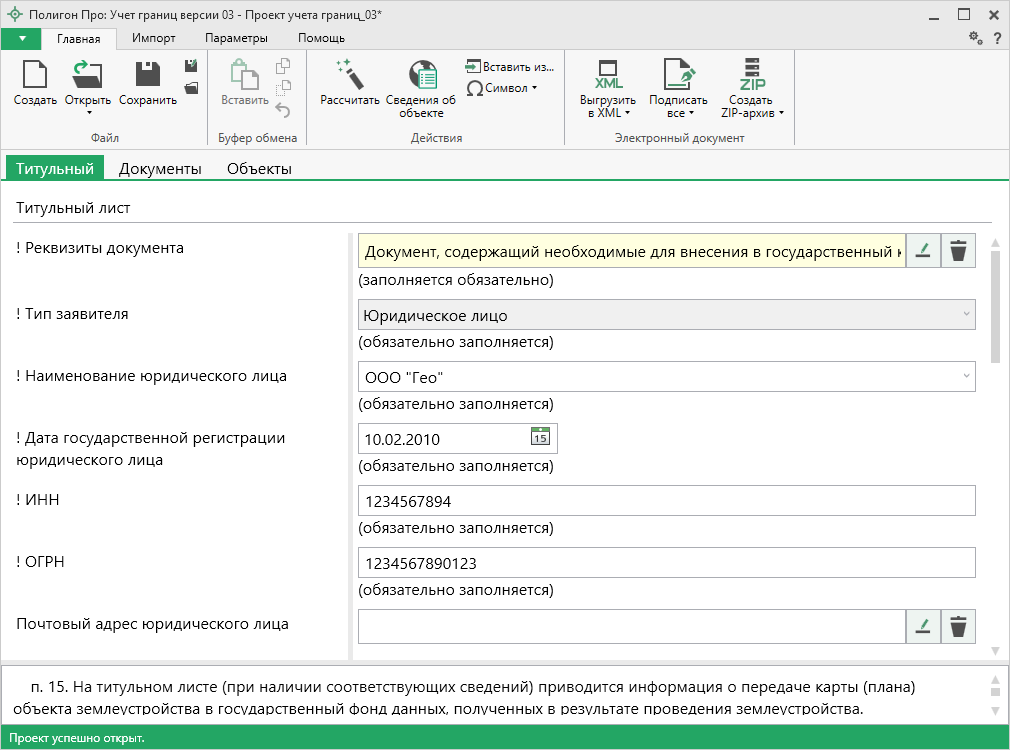 Полигон Про: Учет границ версии 03 - Проект учета границ_03*
Главная Импорт Параметры Помощь
?
Создать Открыть Сохранить
Файл
Вставить
Буфер обмена
Рассчитать Сведения об
объекте
Вставить из...
Символ
Действия
XML ZIP
Выгрузить
в XML
Подписать
все
Создать
ZIP-архив
Электронный документ
Титульный Документы Объекты
Титульный лист
! Реквизиты документа
Документ, содержащий необходимые для внесения в государственный
(заполняется обязательно)
! Тип заявителя
Юридическое лицо
(обязательно заполняется)
! Наименование юридического лица
ООО "Гео"
(обязательно заполняется)
! Дата государственной регистрации
юридического лица
10.02.2010
15
(обязательно заполняется)
! ИНН
1234567894
(обязательно заполняется)
! ОГРН
1234567890123
(обязательно заполняется)
Почтовый адрес юридического лица
п. 15. На титульном листе (при наличии соответствующих сведений) приводится информация о передаче карты (плана)
объекта землеустройства в государственный фонд данных, полученных в результате проведения землеустройства.
Проект успешно открыт.